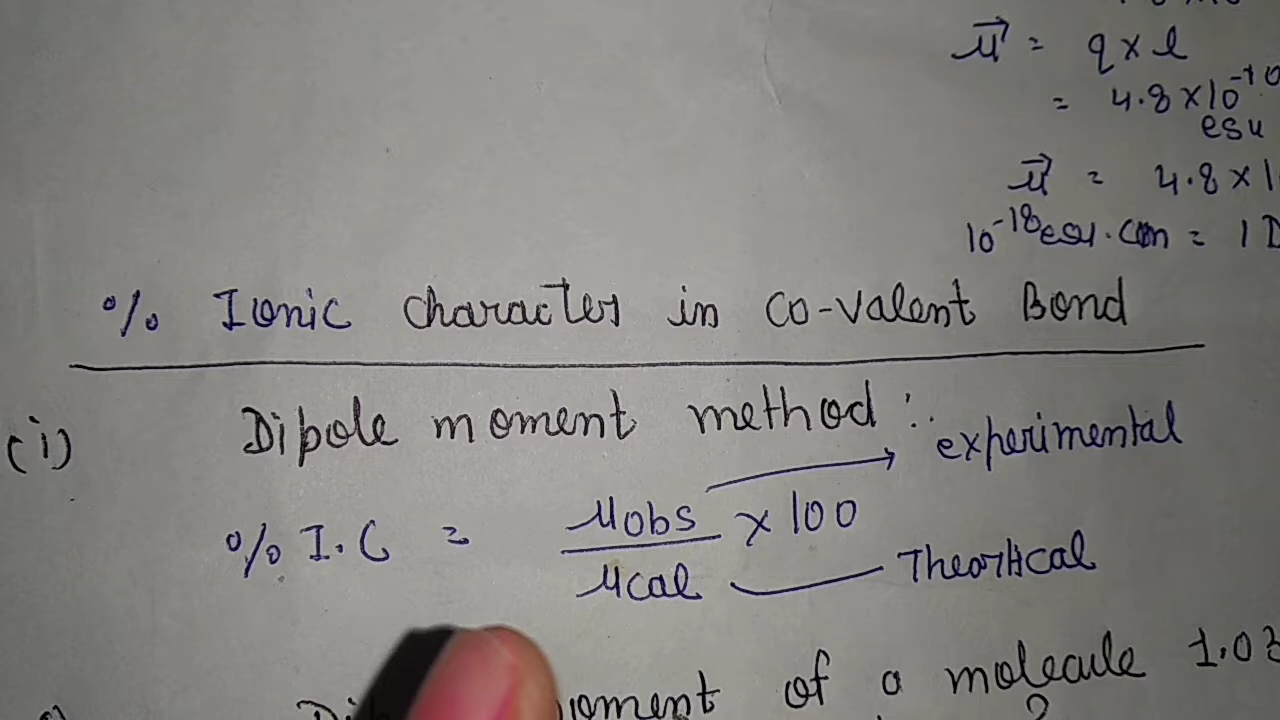 μ⃗ = q x l
= 4.8 x 10⁻¹⁰
esu
μ⃗ = 4.8 x 1
10⁻¹⁸ esu.cm = 1 D
% Ionic character in co-valent Bond
(i) Dipole moment method :.
experimental
% I.C = μobs x 100
μcal
Theortical
of a molecule 1.03